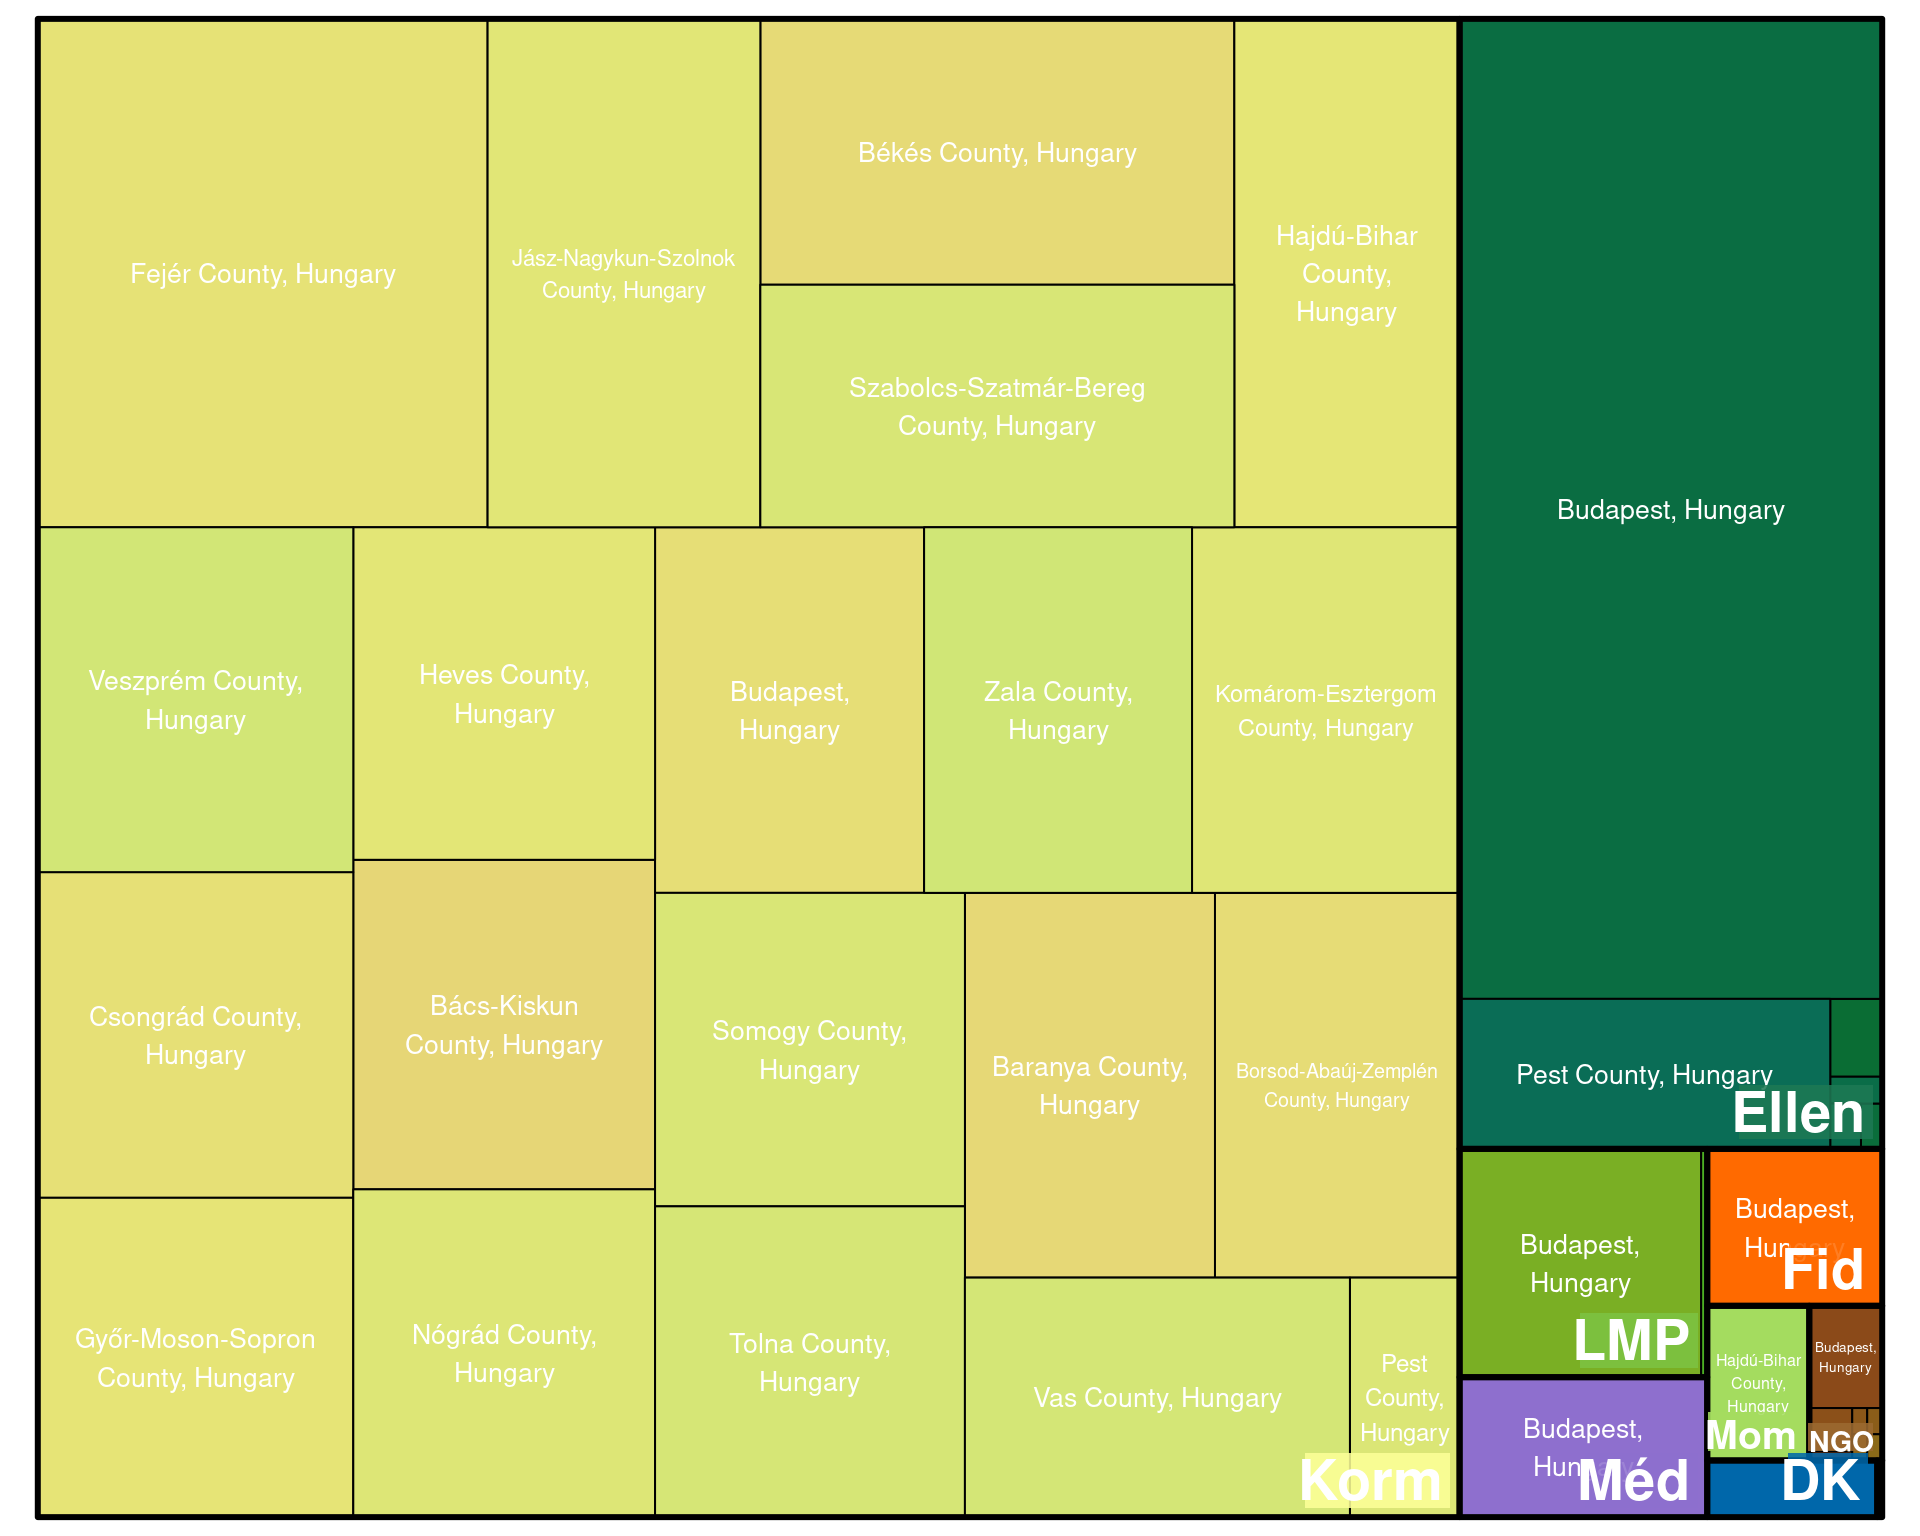 Fejér County, Hungary
Jász-Nagykun-Szolnok
County, Hungary
Békés County, Hungary
Szabolcs-Szatmár-Bereg
County, Hungary
Hajdú-Bihar
County,
Hungary
Veszprém County,
Hungary
Heves County,
Hungary
Budapest,
Hungary
Zala County,
Hungary
Komárom-Esztergom
County, Hungary
Csongrád County,
Hungary
Bács-Kiskun
County, Hungary
Somogy County,
Hungary
Baranya County,
Hungary
Borsod-Abaúj-Zemplén
County, Hungary
Győr-Moson-Sopron
County, Hungary
Nógrád County,
Hungary
Tolna County,
Hungary
Vas County, Hungary
Pest
County,
Hungary
Korm
Budapest, Hungary
Pest County, Hungary
Ellen
Budapest,
Hungary
LMP
Budapest,
Hungary
Fid
Budapest,
Hungary
Méd
Hajdú-Bihar
County,
Hungary
Mom
Budapest,
Hungary
NGO
DK